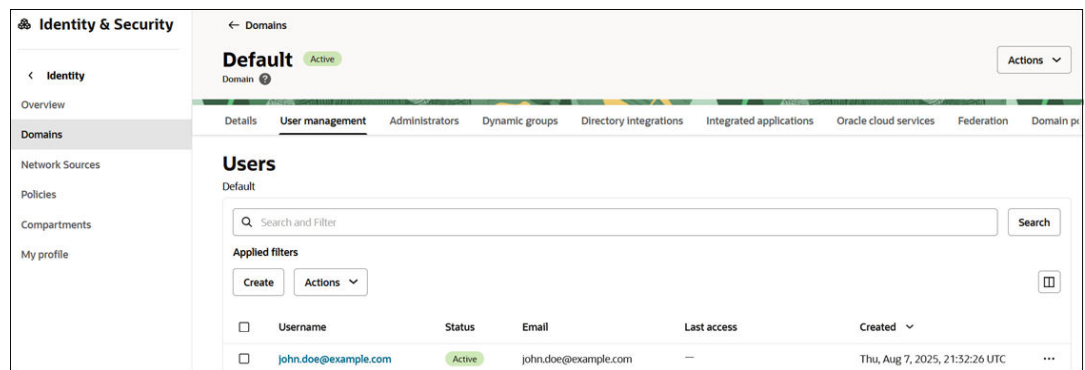 Identity & Security
Identity
Overview
Domains
Network Sources
Policies
Compartments
My profile
← Domains
Default Active
Domain ?
Actions
Details User management Administrators Dynamic groups Directory integrations Integrated applications Oracle cloud services Federation Domain
Users
Default
Search and Filter Search
Applied filters
Create Actions
Username Status Email Last access Created
john.doe@example.com Active john.doe@example.com — Thu, Aug 7, 2025, 21:32:26 UTC ...